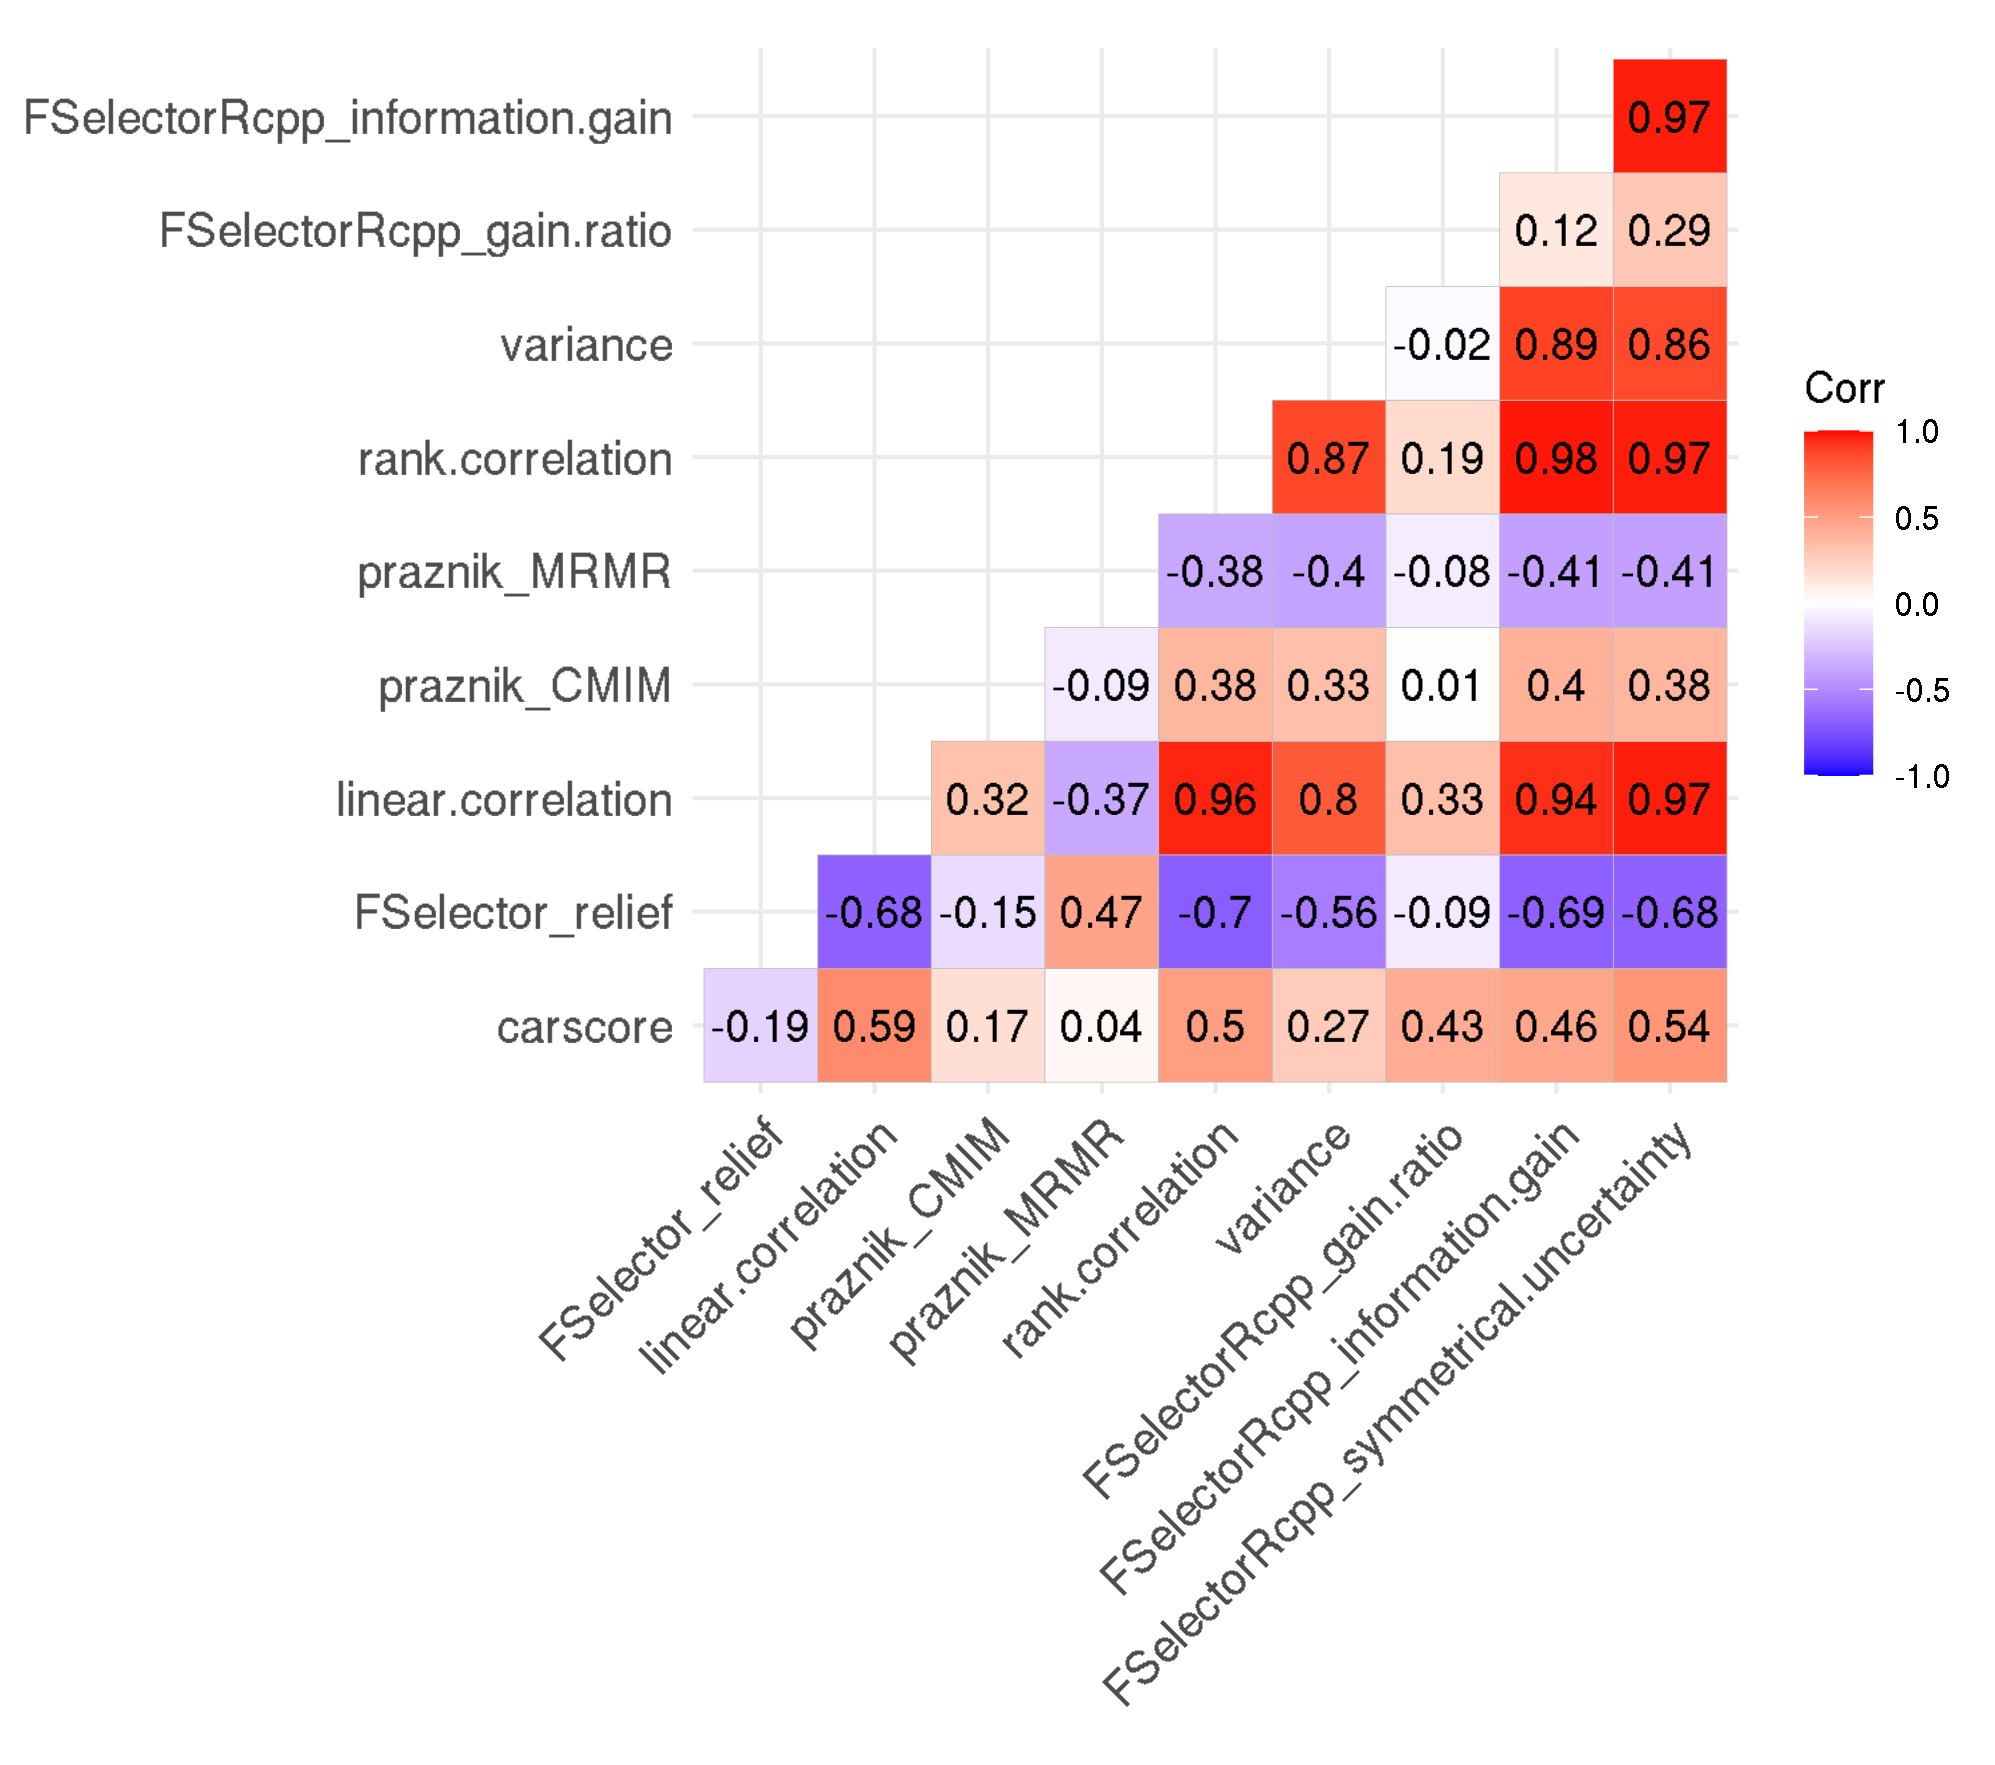 FSelectorRcpp_information.gain 0.97
FSelectorRcpp_gain.ratio 0.12 0.29
variance -0.02 0.89 0.86
rank.correlation 0.87 0.19 0.98 0.97
praznik_MRMR -0.38 -0.4 -0.08 -0.41 -0.41
praznik_CMIM -0.09 0.38 0.33 0.01 0.4 0.38
linear.correlation 0.32 -0.37 0.96 0.8 0.33 0.94 0.97
FSelector_relief -0.68 -0.15 0.47 -0.7 -0.56 -0.09 -0.69 -0.68
carscore -0.19 0.59 0.17 0.04 0.5 0.27 0.43 0.46 0.54
FSelector_relief
linear.correlation
praznik_CMIM
praznik_MRMR
rank.correlation
variance
FSelectorRcpp_gain.ratio
FSelectorRcpp_information.gain
FSelectorRcpp_symmetrical.uncertainty
Corr
1.0
0.5
0.0
-0.5
-1.0